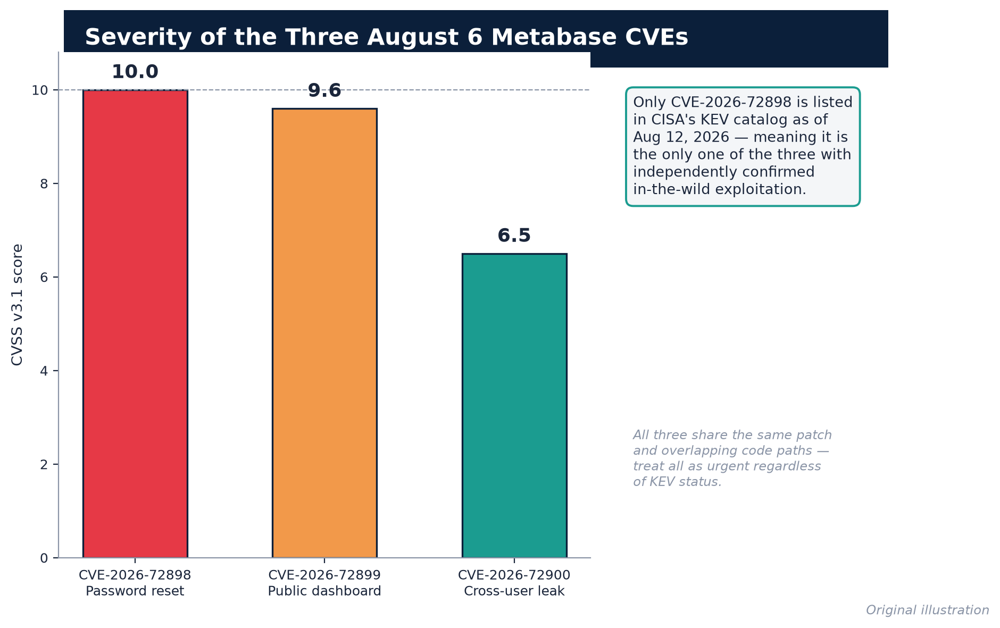 Severity of the Three August 6 Metabase CVEs
10.0
9.6
6.5
10
8
6
4
2
0
CVSS v3.1 score
CVE-2026-72898
Password reset
CVE-2026-72899
Public dashboard
CVE-2026-72900
Cross-user leak
Only CVE-2026-72898 is listed
in CISA's KEV catalog as of
Aug 12, 2026 — meaning it is
the only one of the three with
independently confirmed
in-the-wild exploitation.
All three share the same patch
and overlapping code paths —
treat all as urgent regardless
of KEV status.
Original illustration